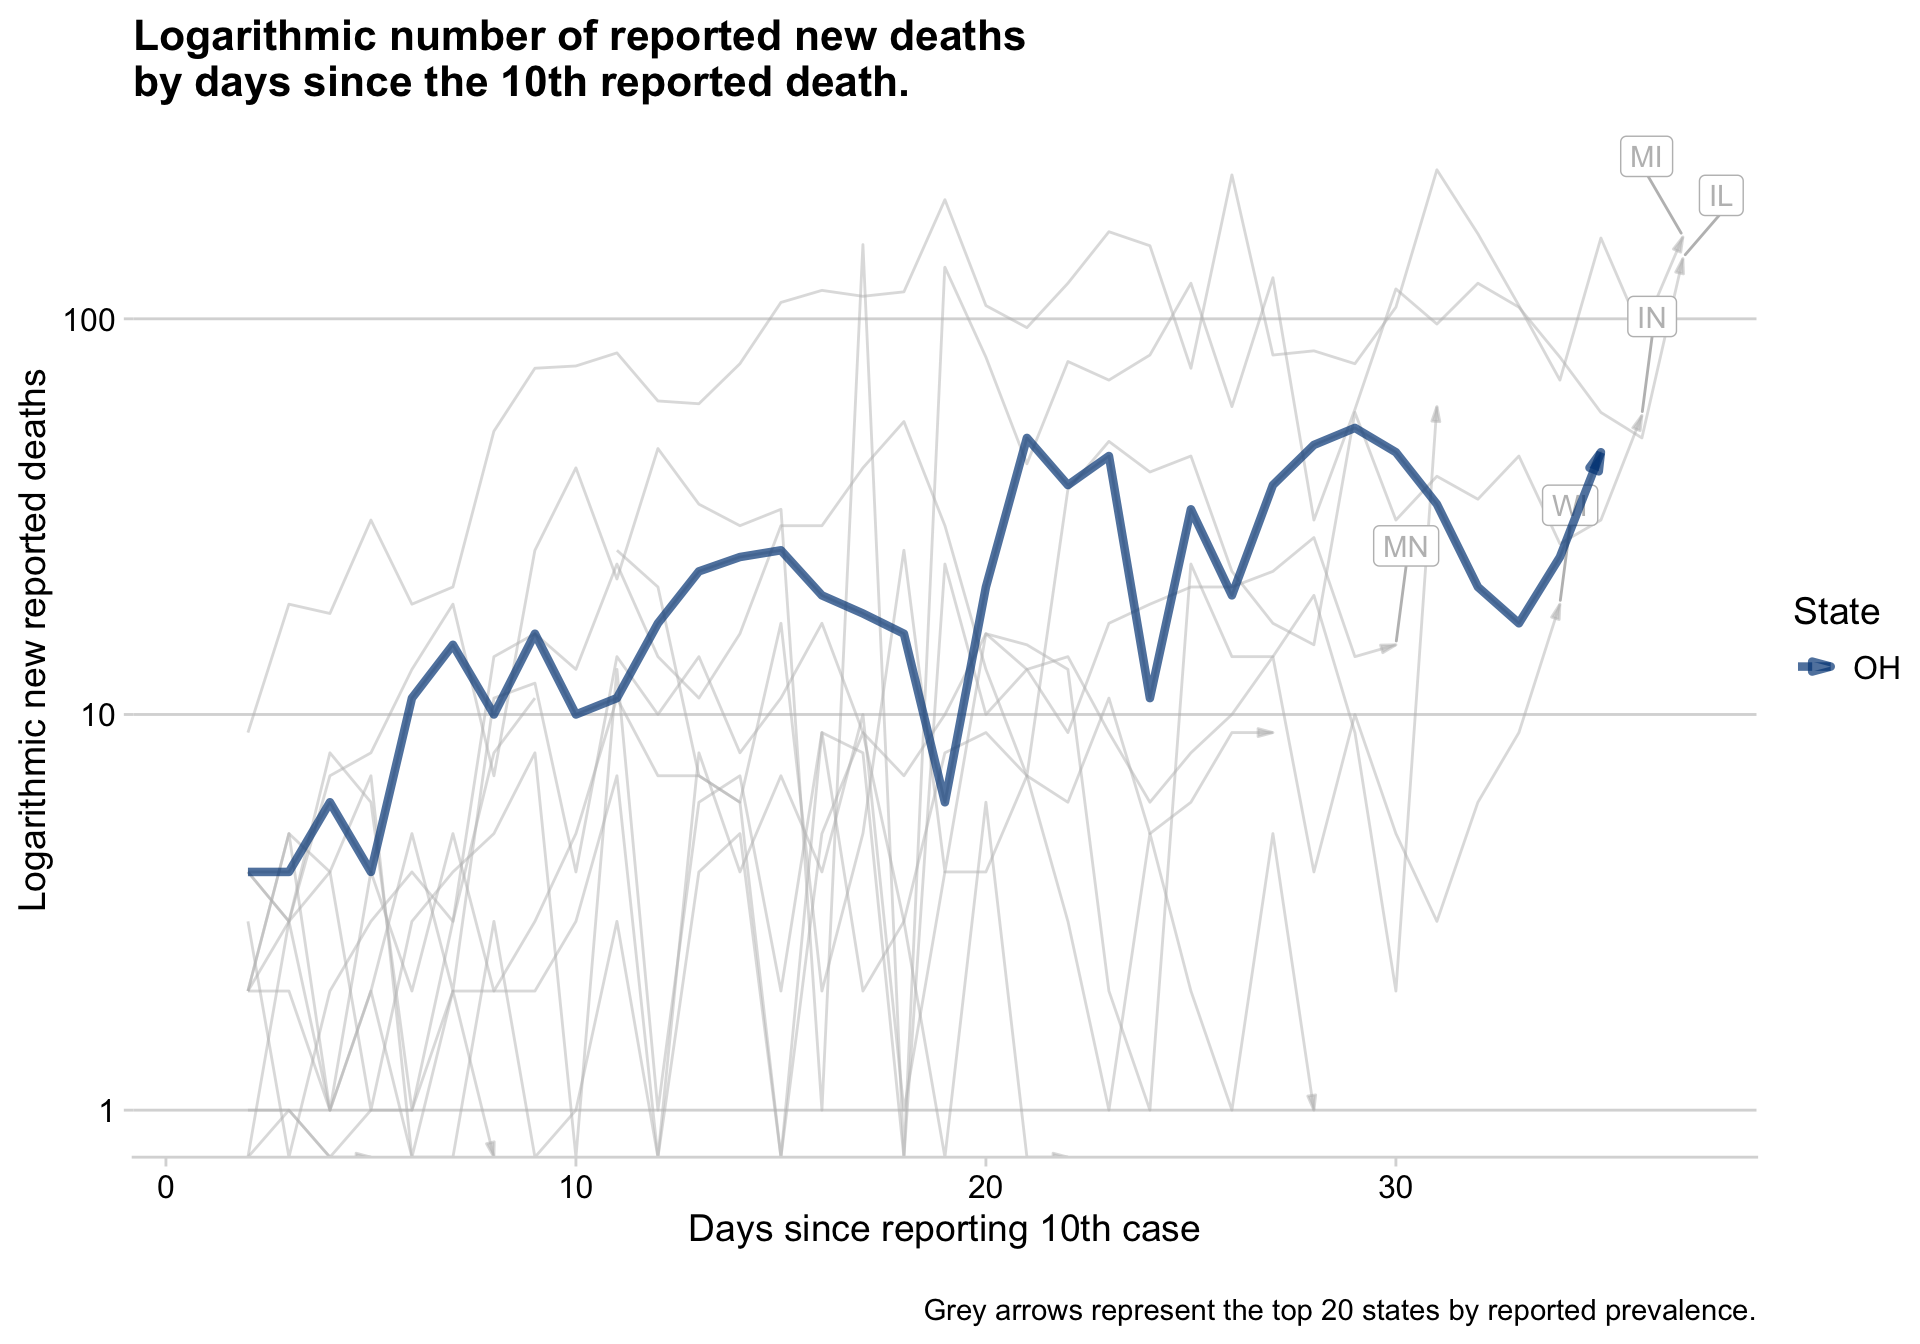 Logarithmic number of reported new deaths
by days since the 10th reported death.
MI
IL
100
IN
WI
MN
Logarithmic new reported deaths
State
OH
10
1
0
10
20
30
Days since reporting 10th case
Grey arrows represent the top 20 states by reported prevalence.